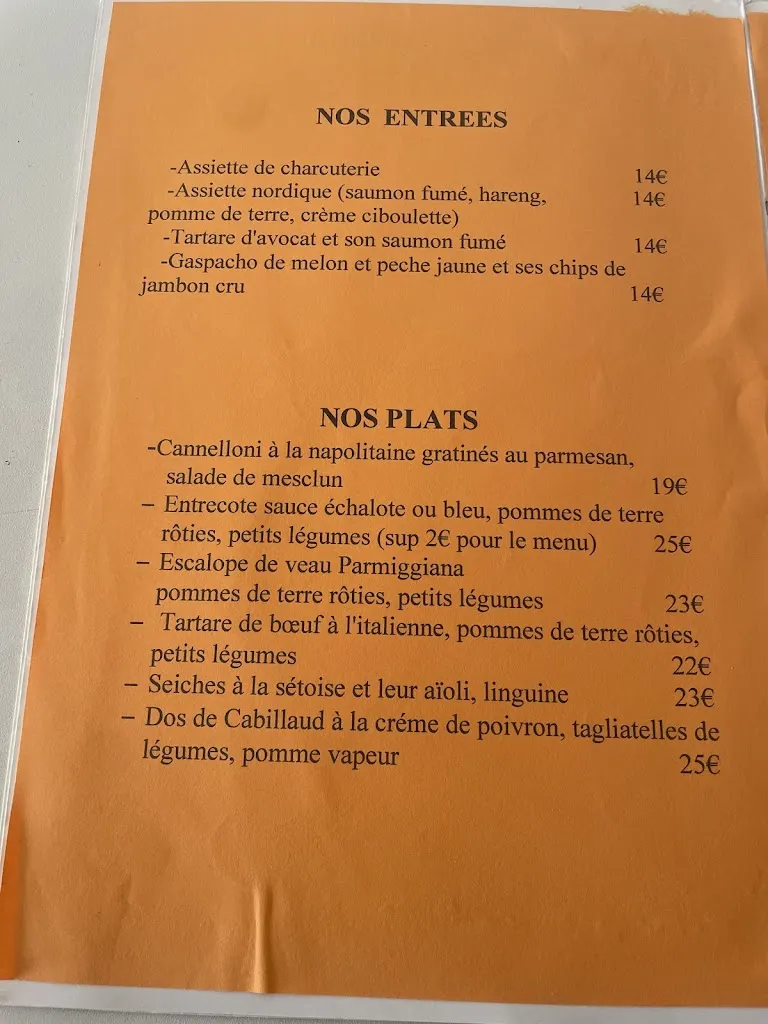 NOS ENTREES
-Assiette de charcuterie 14€
-Assiette nordique (saumon fumé, hareng, 14€
pomme de terre, crème ciboulette)
-Tartare d'avocat et son saumon fumé 14€
-Gaspacho de melon et peche jaune et ses chips de
jambon cru 14€
NOS PLATS
-Cannelloni à la napolitaine gratinés au parmesan,
salade de mesclun 19€
– Entrecote sauce échalote ou bleu, pommes de terre
rôties, petits légumes (sup 2€ pour le menu) 25€
– Escalope de veau Parmiggiana
pommes de terre rôties, petits légumes 23€
– Tartare de bœuf à l'italienne, pommes de terre rôties,
petits légumes 22€
– Seiches à la sétoise et leur aïoli, linguine 23€
– Dos de Cabillaud à la créme de poivron, tagliatelles de
légumes, pomme vapeur 25€